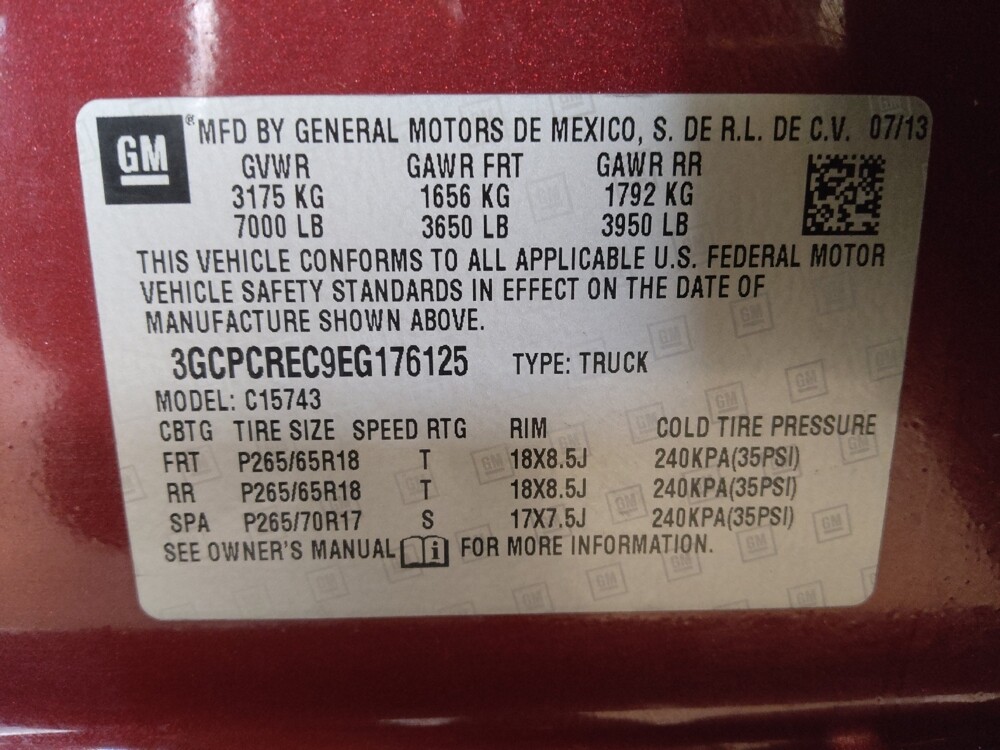 GM ® MFD BY GENERAL MOTORS DE MEXICO, S. DE R.L. DE C.V. 07/13
GVWR GAWR FRT GAWR RR
3175 KG 1656 KG 1792 KG
7000 LB 3650 LB 3950 LB
THIS VEHICLE CONFORMS TO ALL APPLICABLE U.S. FEDERAL MOTOR
VEHICLE SAFETY STANDARDS IN EFFECT ON THE DATE OF
MANUFACTURE SHOWN ABOVE.
3GCPCREC9EG176125 TYPE: TRUCK
MODEL: C15743
CBTG TIRE SIZE SPEED RTG RIM COLD TIRE PRESSURE
FRT P265/65R18 T 18X8.5J 240KPA(35PSI)
RR P265/65R18 T 18X8.5J 240KPA(35PSI)
SPA P265/70R17 S 17X7.5J 240KPA(35PSI)
SEE OWNER'S MANUAL i FOR MORE INFORMATION.